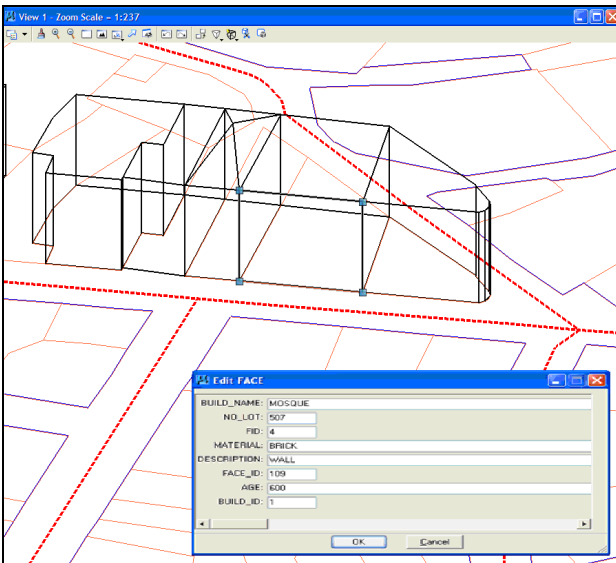 View 1 - Zoom Scale - 1:237
Edit FACE
BUILD_NAME: MOSQUE
NO_LOT: 507
FID: 4
MATERIAL: BRICK
DESCRIPTION: WALL
FACE_ID: 109
AGE: 600
BUILD_ID: 1
OK Cancel